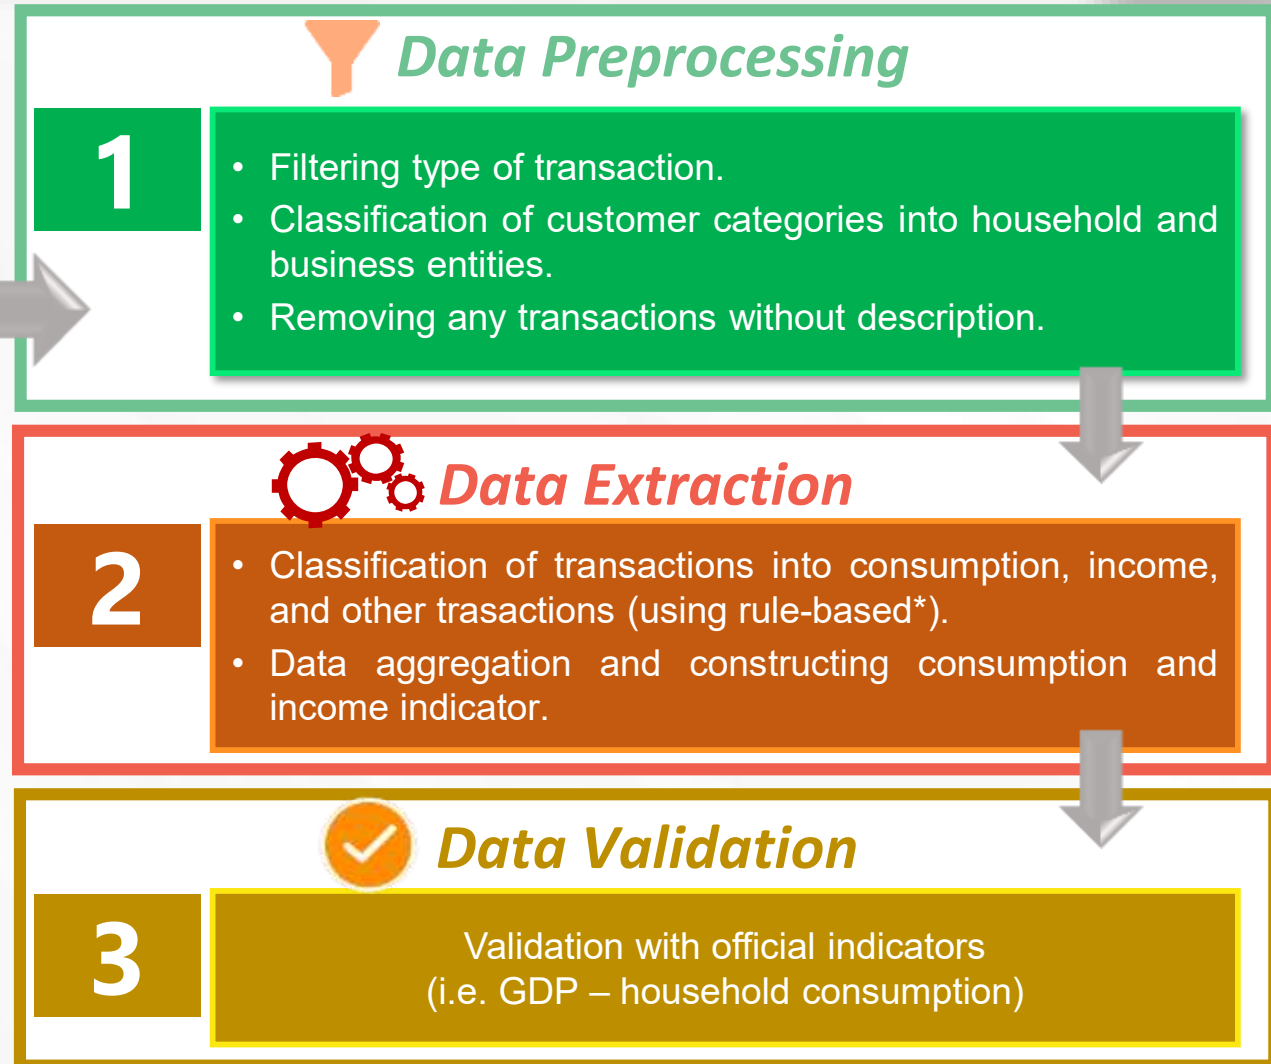 Data Preprocessing
1
• Filtering type of transaction.
• Classification of customer categories into household and
business entities.
• Removing any transactions without description.
Data Extraction
2
• Classification of transactions into consumption, income,
and other trasactions (using rule-based*).
• Data aggregation and constructing consumption and
income indicator.
Data Validation
3
Validation with official indicators
(i.e. GDP – household consumption)